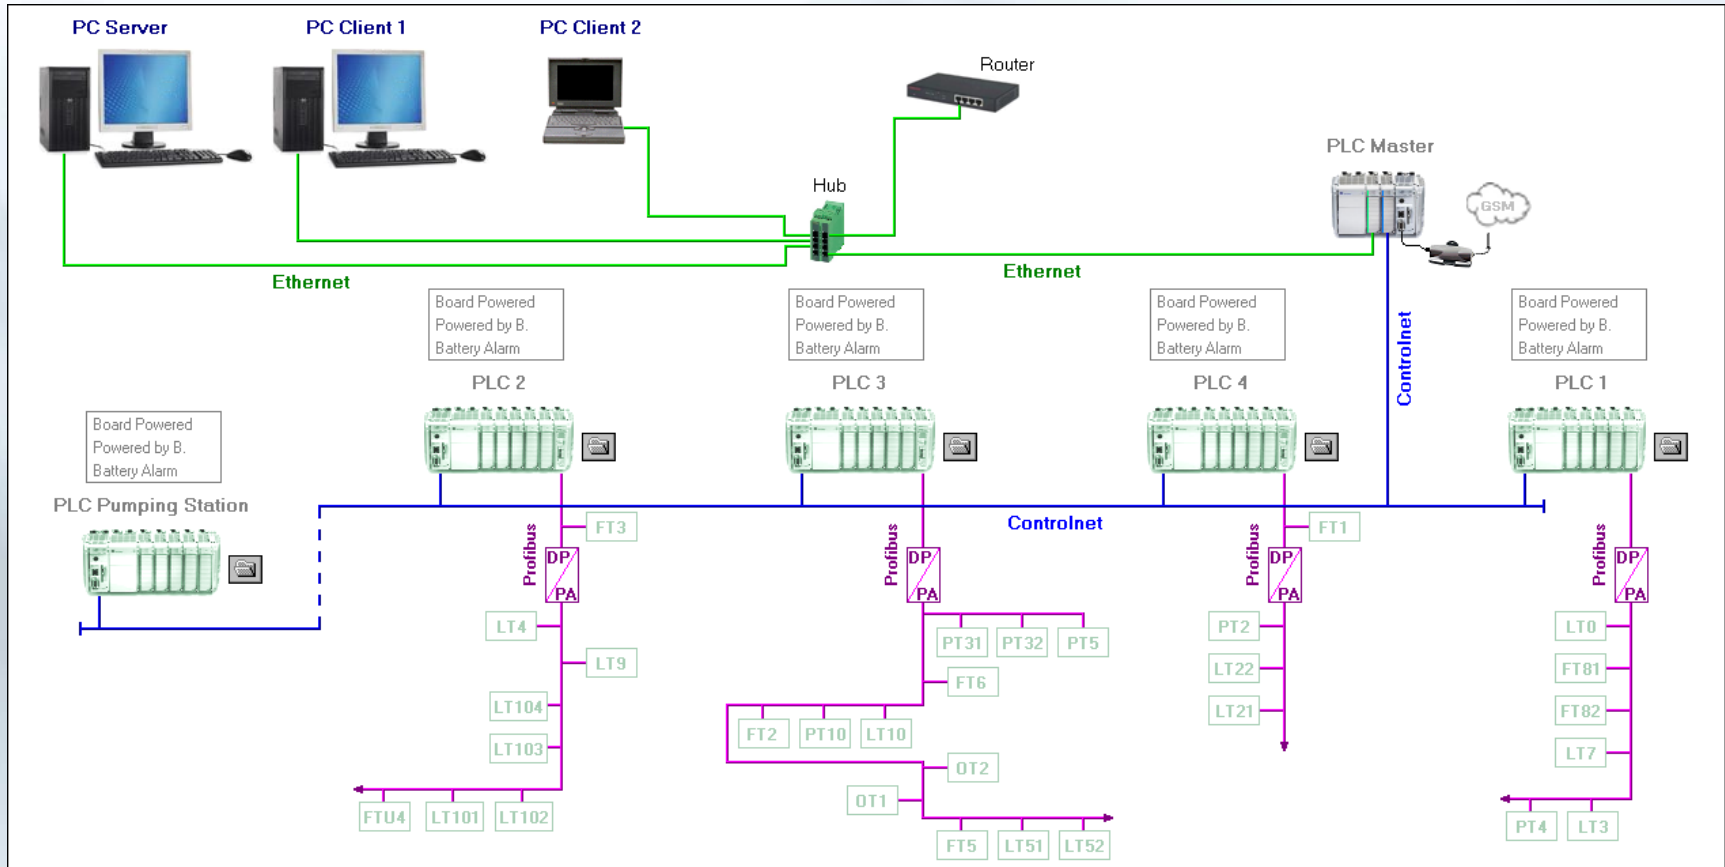 PC Server
PC Client 1
PC Client 2
Router
PLC Master
Hub
GSM
Ethernet
Ethernet
Board Powered
Powered by B.
Battery Alarm
PLC 2
Board Powered
Powered by B.
Battery Alarm
PLC 3
Board Powered
Powered by B.
Battery Alarm
PLC 4
Controlnet
Board Powered
Powered by B.
Battery Alarm
PLC 1
Board Powered
Powered by B.
Battery Alarm
PLC Pumping Station
Controlnet
Profibus
FT3
DP
PA
LT4
LT9
LT104
LT103
FTU4
LT101
LT102
Profibus
DP
PA
PT31
PT32
PT5
FT6
FT2
PT10
LT10
OT2
OT1
FT5
LT51
LT52
Profibus
FT1
DP
PA
PT2
LT22
LT21
Profibus
DP
PA
LT0
FT81
FT82
LT7
PT4
LT3